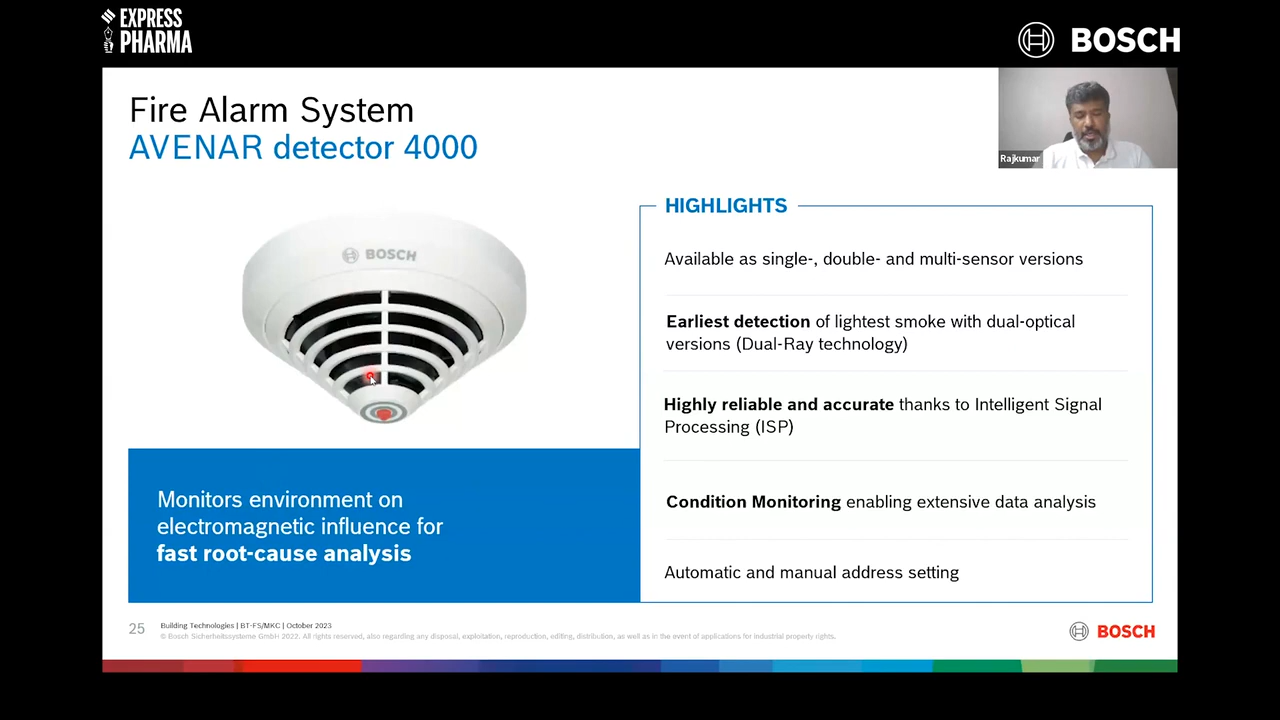 EXPRESS
PHARMA
BOSCH
Fire Alarm System
AVENAR detector 4000
Rajkumar
BOSCH
HIGHLIGHTS
Available as single-, double- and multi-sensor versions
Earliest detection of lightest smoke with dual-optical
versions (Dual-Ray technology)
Highly reliable and accurate thanks to Intelligent Signal
Processing (ISP)
Condition Monitoring enabling extensive data analysis
Automatic and manual address setting
Monitors environment on
electromagnetic influence for
fast root-cause analysis
25
Building Technologies | BT-FS/MKC | October 2023
© Bosch Sicherheitssysteme GmbH 2022. All rights reserved, also regarding any disposal, exploitation, reproduction, editing, distribution, as well as in the event of applications for industrial property rights.
BOSCH